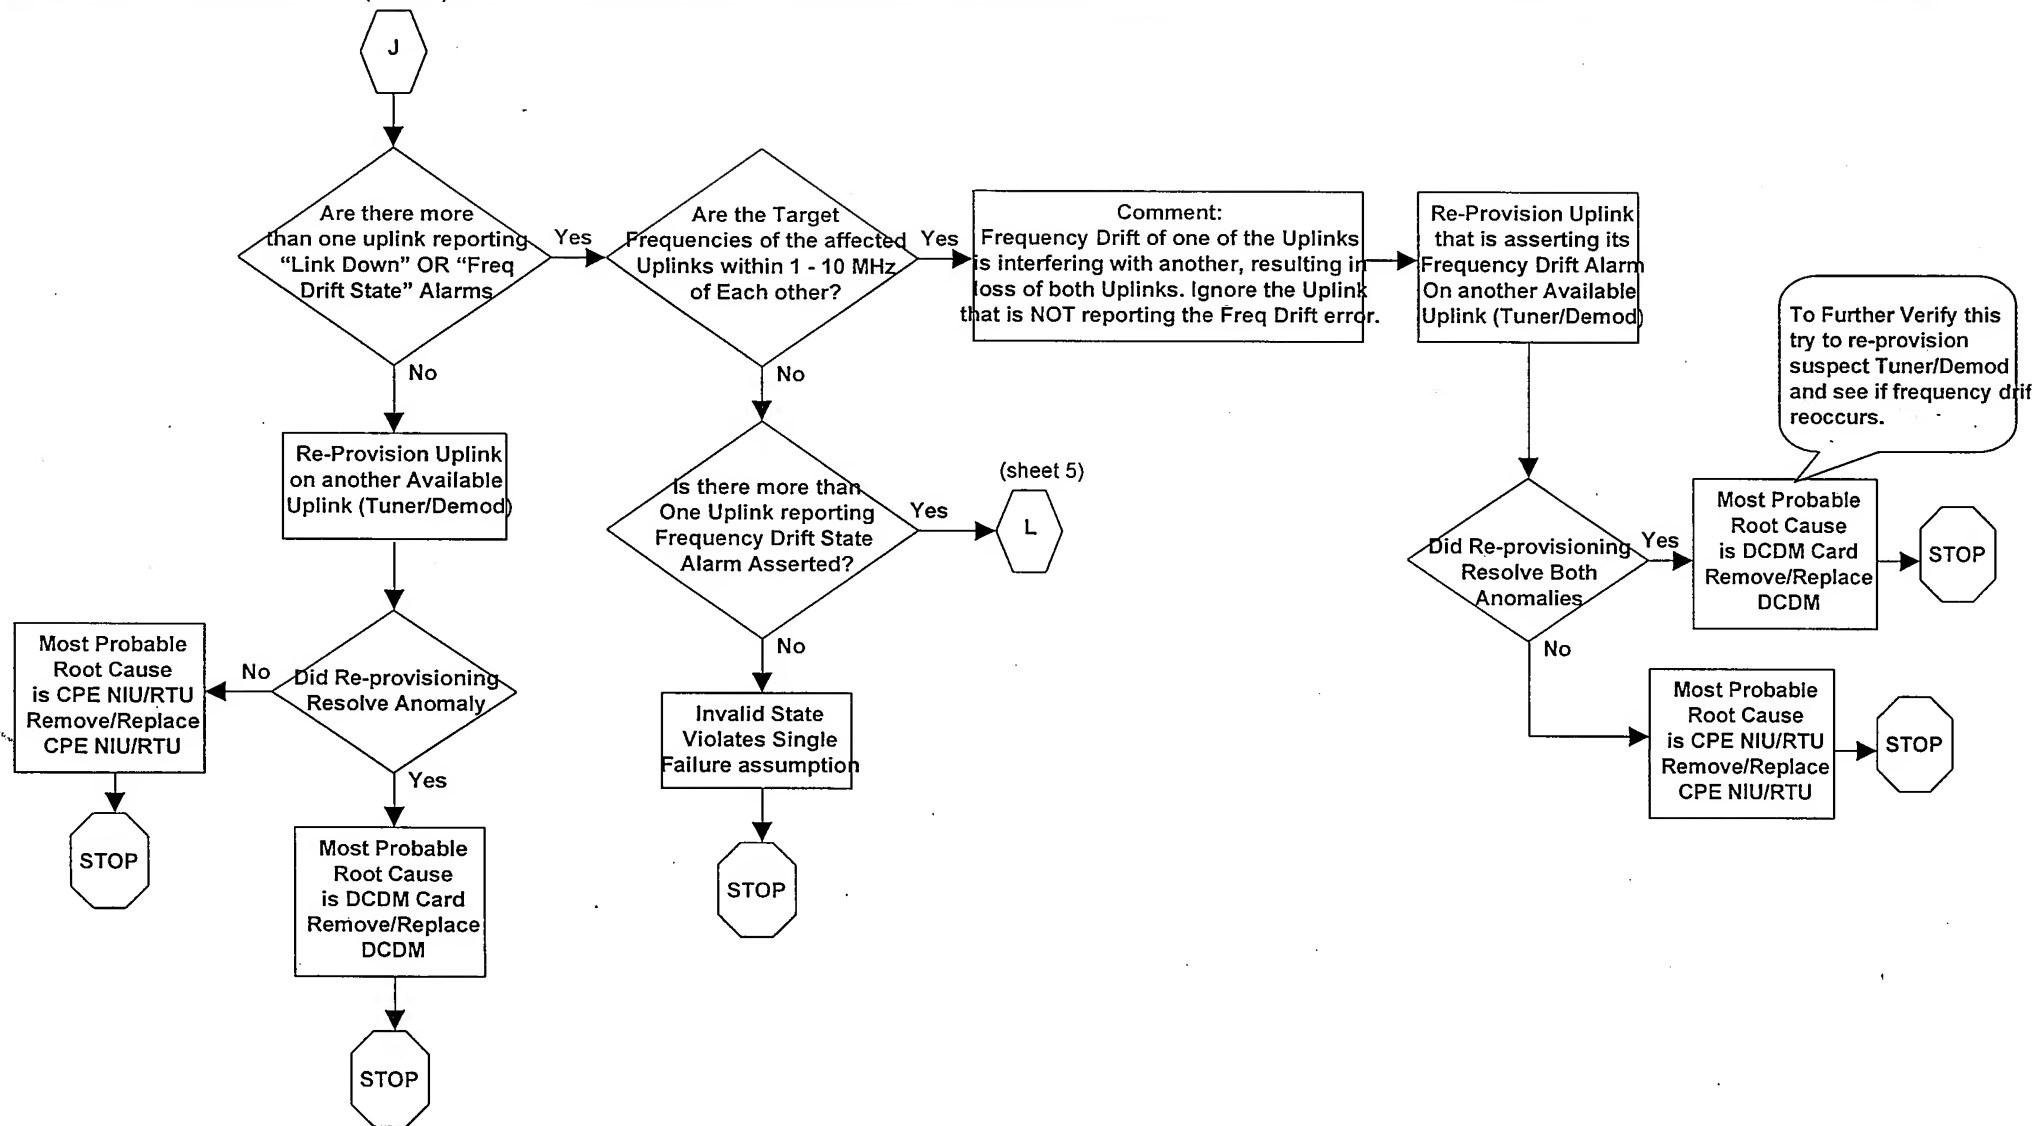 J
Are there more
than one uplink reporting
“Link Down” OR “Freq
Drift State” Alarms
Yes
No
Are the Target
Frequencies of the affected
Uplinks within 1 - 10 MHz
of Each other?
Yes
No
Comment:
Frequency Drift of one of the Uplinks
is interfering with another, resulting in
loss of both Uplinks. Ignore the Uplink
that is NOT reporting the Freq Drift error.
Re-Provision Uplink
that is asserting its
Frequency Drift Alarm
On another Available
Uplink (Tuner/Demod)
To Further Verify this
try to re-provision
suspect Tuner/Demod
and see if frequency drif
reoccurs.
Re-Provision Uplink
on another Available
Uplink (Tuner/Demod)
Is there more than
One Uplink reporting
Frequency Drift State
Alarm Asserted?
Yes
No
(sheet 5)
L
Did Re-provisioning
Resolve Both
Anomalies
Yes
No
Most Probable
Root Cause
is DCDM Card
Remove/Replace
DCDM
STOP
Most Probable
Root Cause
is CPE NIU/RTU
Remove/Replace
CPE NIU/RTU
STOP
Did Re-provisioning
Resolve Anomaly
No
Yes
Most Probable
Root Cause
is CPE NIU/RTU
Remove/Replace
CPE NIU/RTU
STOP
Invalid State
Violates Single
Failure assumption
STOP
Most Probable
Root Cause
is DCDM Card
Remove/Replace
DCDM
STOP